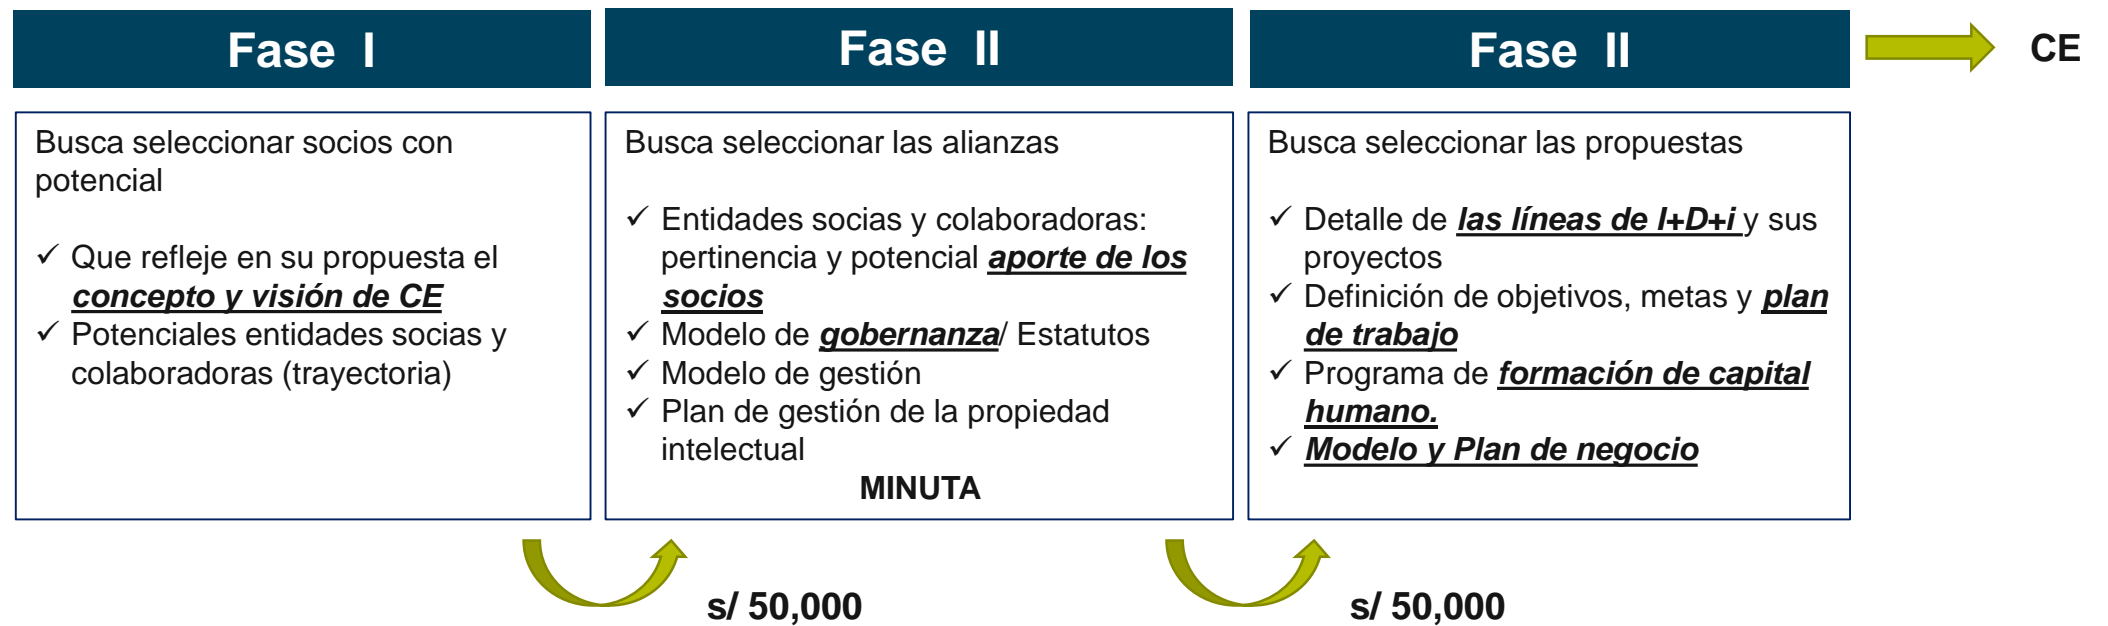 Fase I
Busca seleccionar socios con
potencial
✓ Que refleje en su propuesta el
concepto y visión de CE
✓ Potenciales entidades socias y
colaboradoras (trayectoria)
Fase II
Busca seleccionar las alianzas
✓ Entidades socias y colaboradoras:
pertinencia y potencial aporte de los
socios
✓ Modelo de gobernanza/ Estatutos
✓ Modelo de gestión
✓ Plan de gestión de la propiedad
intelectual
MINUTA
Fase II
Busca seleccionar las propuestas
✓ Detalle de las líneas de I+D+i y sus
proyectos
✓ Definición de objetivos, metas y plan
de trabajo
✓ Programa de formación de capital
humano.
✓ Modelo y Plan de negocio
CE
s/ 50,000
s/ 50,000